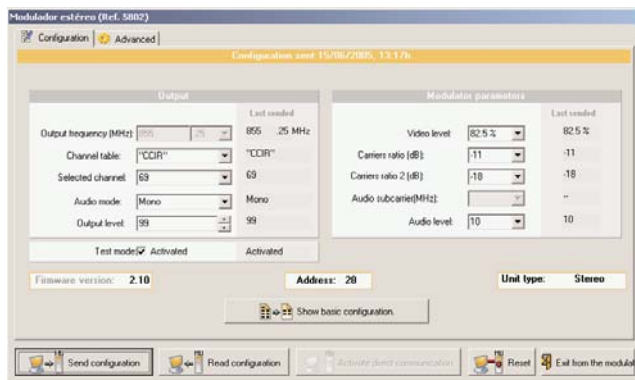 Modulador estéreo (Ref. 5802)
Configuration
Advanced
Configuration sent 15/06/2005, 13:17h
Output
Last sended
Output frequency (MHz): 855 .25 855 .25 MHz
Channel table: "CCIR" "CCIR"
Selected channel: 69 69
Audio mode: Mono Mono
Output level: 99 99
Test mode Activated Activated
Modulator parameters
Last sended
Video level: 82.5 % 82.5 %
Carriers ratio (dB): -11 -11
Carriers ratio 2 (dB): -18 -18
Audio subcarrier(MHz): --
Audio level: 10 10
Firmware version: 2.10
Address: 28
Unit type: Stereo
Show basic configuration.
Send configuration
Read configuration
Activate direct communication
Reset
Exit from the modulat